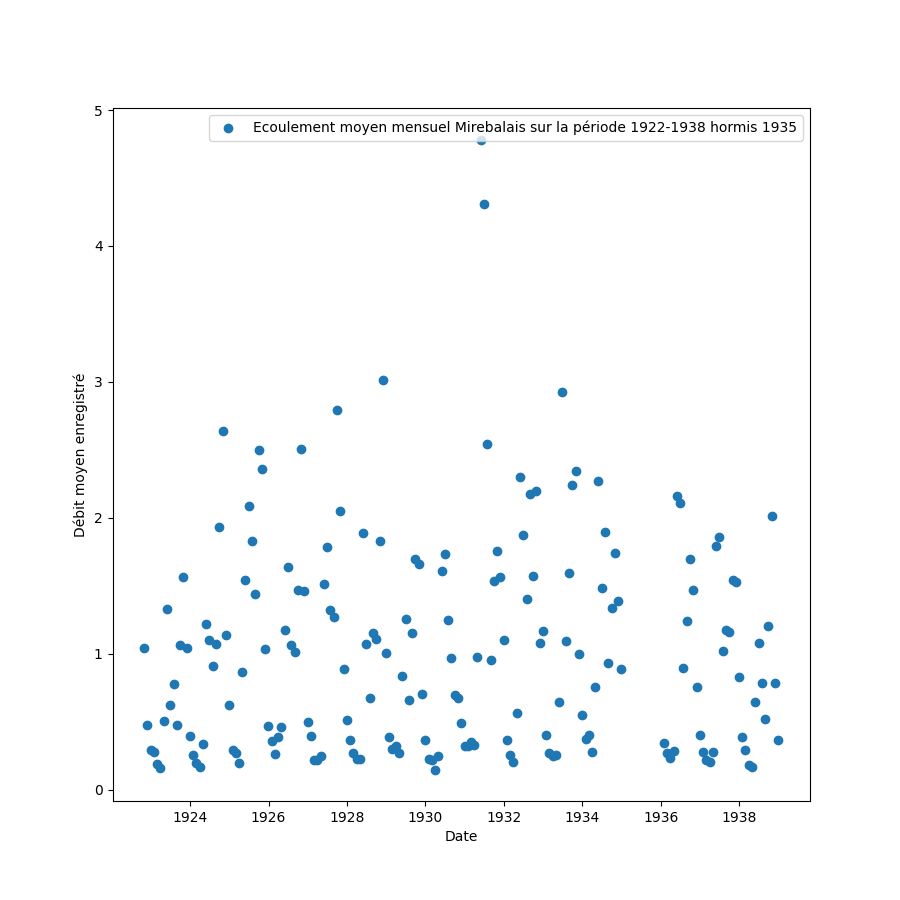 Ecoulement moyen mensuel Mirebalais sur la période 1922-1938 hormis 1935
5
4
3
2
1
0
Débit moyen enregistré
1924 1926 1928 1930 1932 1934 1936 1938
Date